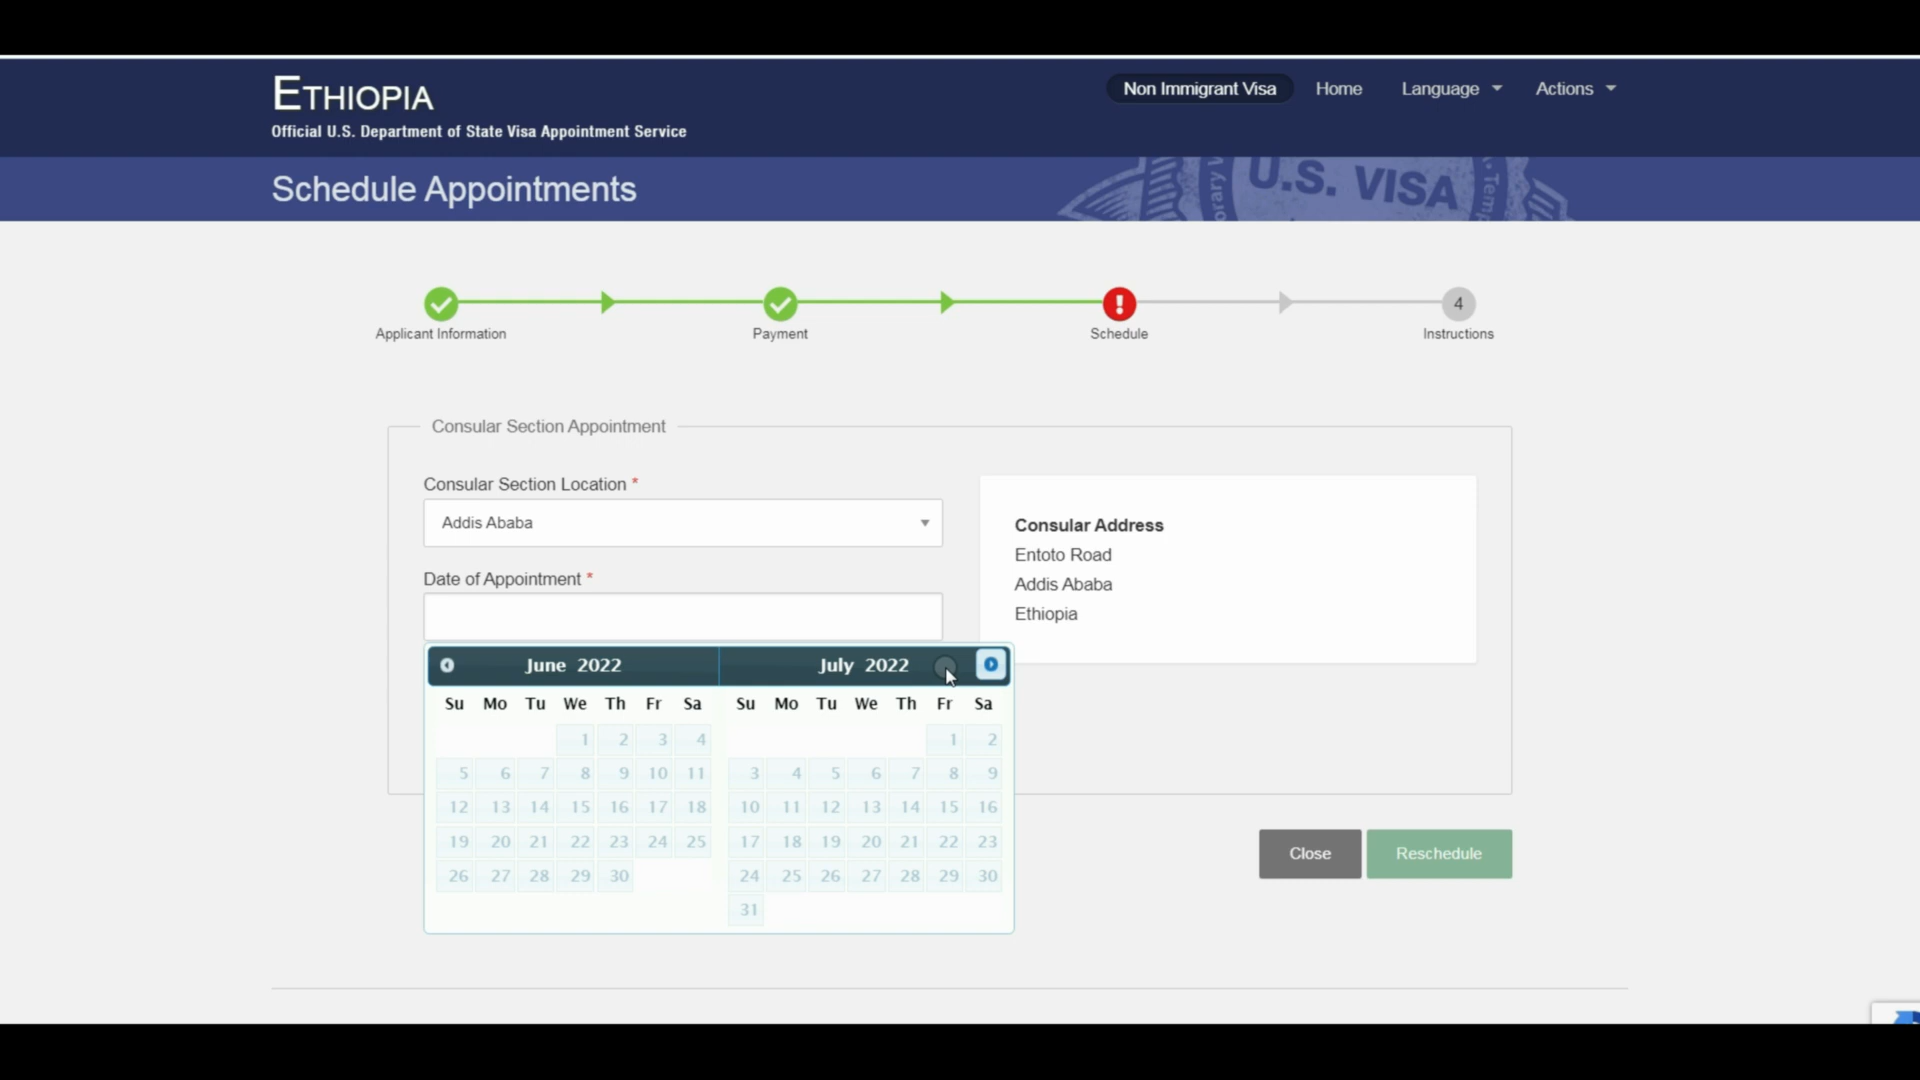 ETHIOPIA
Official U.S. Department of State Visa Appointment Service
Non Immigrant Visa Home Language Actions
Schedule Appointments
U.S. VISA
Applicant Information
Payment
Schedule
4
Instructions
Consular Section Appointment
Consular Section Location *
Addis Ababa
Date of Appointment *
Consular Address
Entoto Road
Addis Ababa
Ethiopia
June 2022
Su Mo Tu We Th Fr Sa
1 2 3 4
5 6 7 8 9 10 11
12 13 14 15 16 17 18
19 20 21 22 23 24 25
26 27 28 29 30
July 2022
Su Mo Tu We Th Fr Sa
1 2
3 4 5 6 7 8 9
10 11 12 13 14 15 16
17 18 19 20 21 22 23
24 25 26 27 28 29 30
31
Close
Reschedule